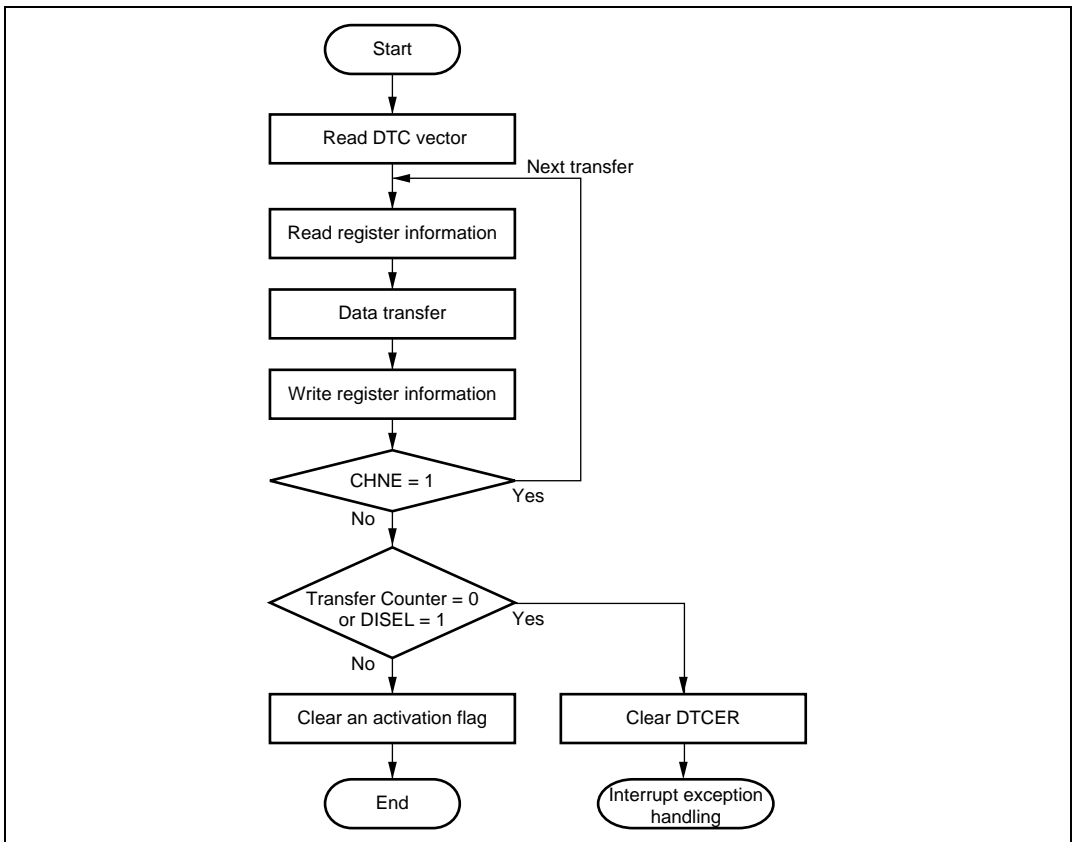 Start
Read DTC vector
Next transfer
Read register information
Data transfer
Write register information
CHNE = 1
Yes
No
Transfer Counter = 0
or DISEL = 1
Yes
No
Clear an activation flag
Clear DTCER
End
Interrupt exception
handling